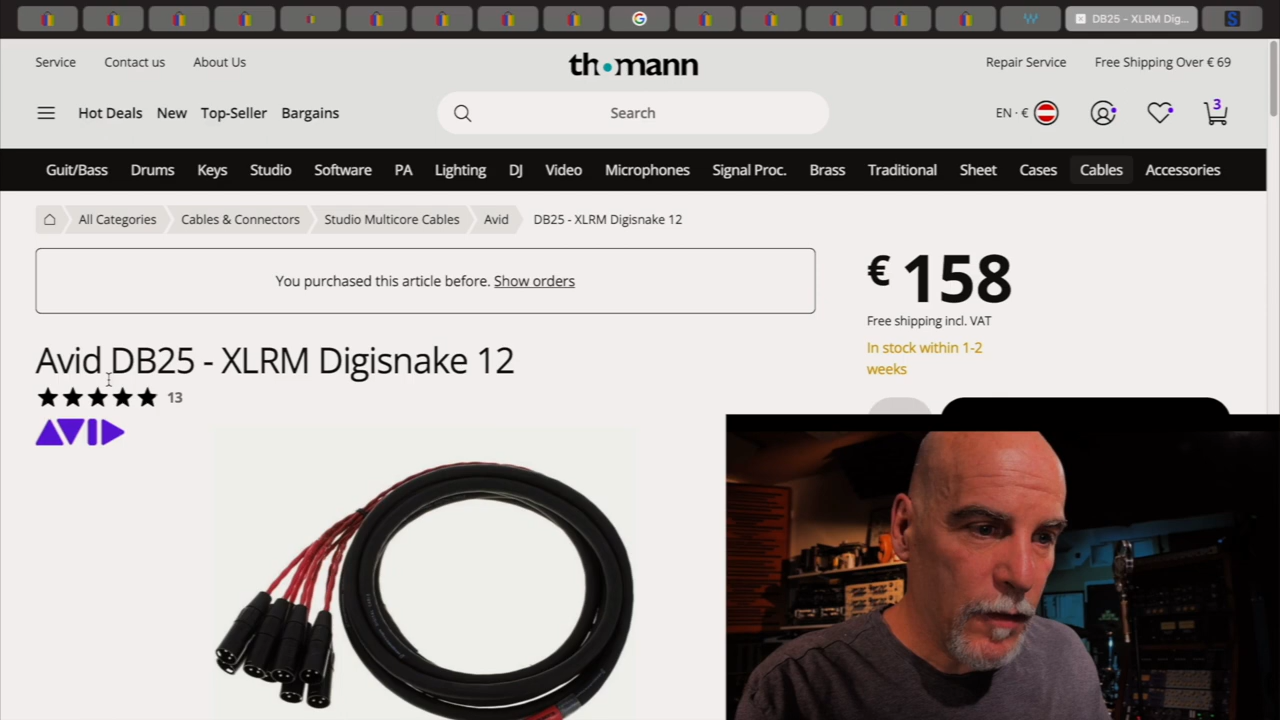 DB25 - XLRM Dig...
Service
Contact us
About Us
th•mann
Repair Service
Free Shipping Over € 69
Hot Deals
New
Top-Seller
Bargains
Search
EN · €
3
Guit/Bass
Drums
Keys
Studio
Software
PA
Lighting
DJ
Video
Microphones
Signal Proc.
Brass
Traditional
Sheet
Cases
Cables
Accessories
All Categories
Cables & Connectors
Studio Multicore Cables
Avid
DB25 - XLRM Digisnake 12
You purchased this article before. Show orders
€ 158
Free shipping incl. VAT
In stock within 1-2
weeks
Avid DB25 - XLRM Digisnake 12
13
AVID